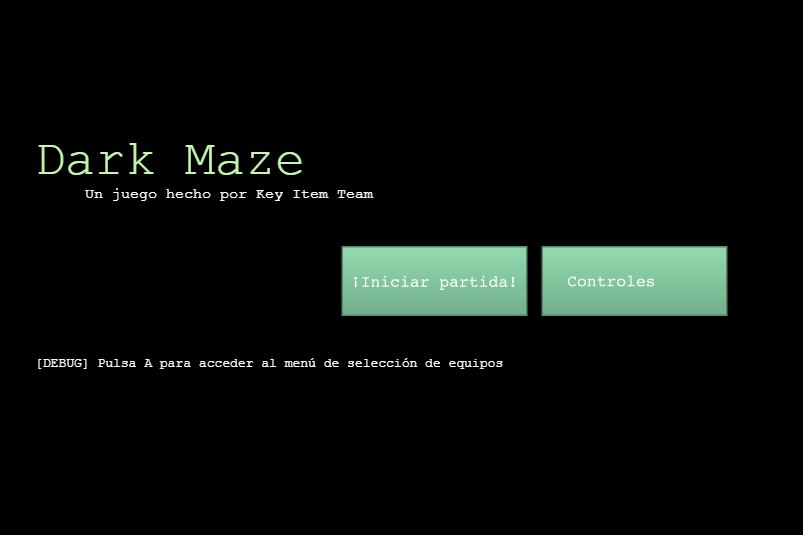 Dark Maze
Un juego hecho por Key Item Team
¡Iniciar partida!
Controles
[DEBUG] Pulsa A para acceder al menú de selección de equipos